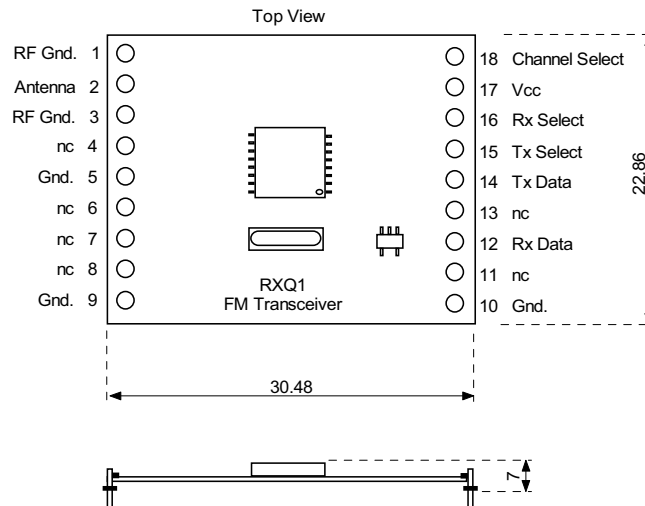 Top View
RF Gnd. 1
Antenna 2
RF Gnd. 3
nc 4
Gnd. 5
nc 6
nc 7
nc 8
Gnd. 9
18 Channel Select
17 Vcc
16 Rx Select
15 Tx Select
14 Tx Data
13 nc
12 Rx Data
11 nc
10 Gnd.
RXQ1
FM Transceiver
22.86
30.48
7